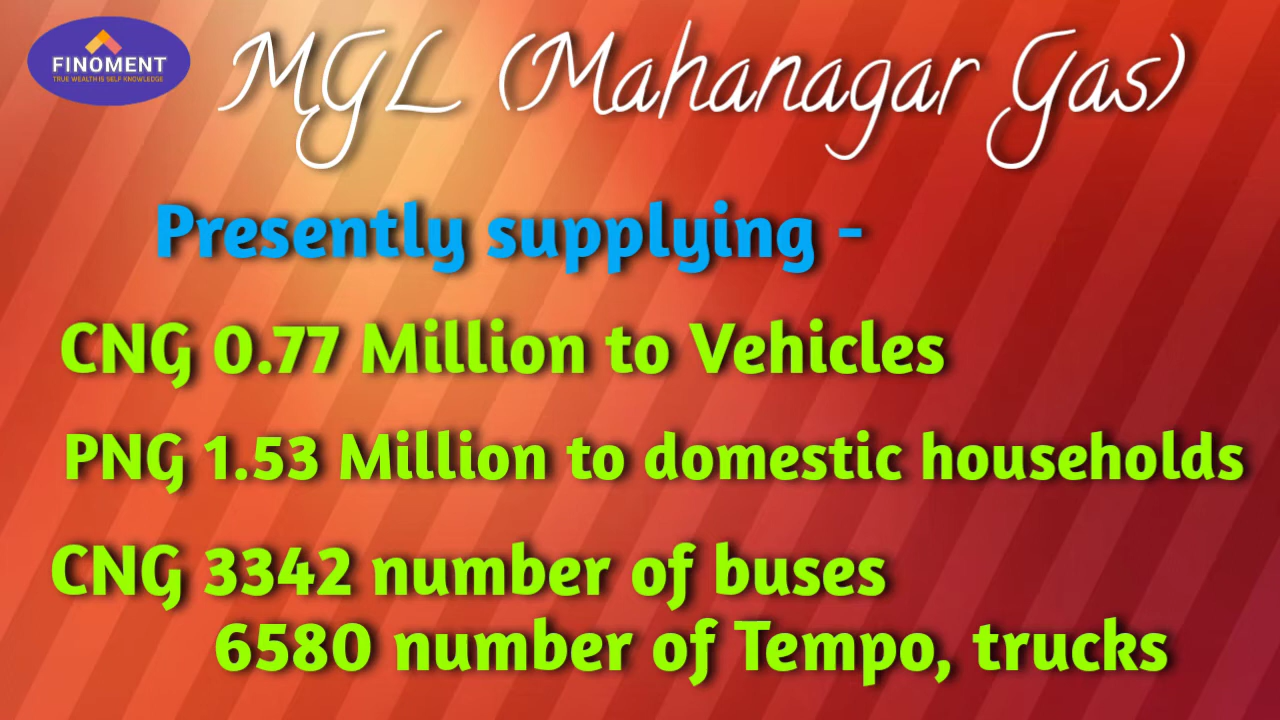 FINOMENT
TRUE WEALTH IS SELF KNOWLEDGE
MGL (Mahanagar Gas)
Presently supplying -
CNG 0.77 Million to Vehicles
PNG 1.53 Million to domestic households
CNG 3342 number of buses
6580 number of Tempo, trucks